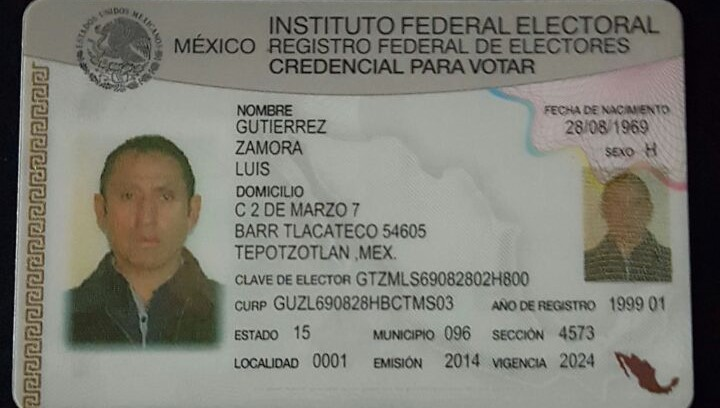 ESTADOS UNIDOS MEXICANOS
INSTITUTO FEDERAL ELECTORAL
MÉXICO REGISTRO FEDERAL DE ELECTORES
CREDENCIAL PARA VOTAR
NOMBRE
GUTIERREZ
ZAMORA
LUIS
FECHA DE NACIMIENTO
28/08/1969
SEXO H
DOMICILIO
C 2 DE MARZO 7
BARR TLACATECO 54605
TEPOTZOTLAN ,MEX.
CLAVE DE ELECTOR GTZMLS69082802H800
CURP GUZL690828HBCTMS03 AÑO DE REGISTRO 1999 01
ESTADO 15 MUNICIPIO 096 SECCIÓN 4573
LOCALIDAD 0001 EMISIÓN 2014 VIGENCIA 2024